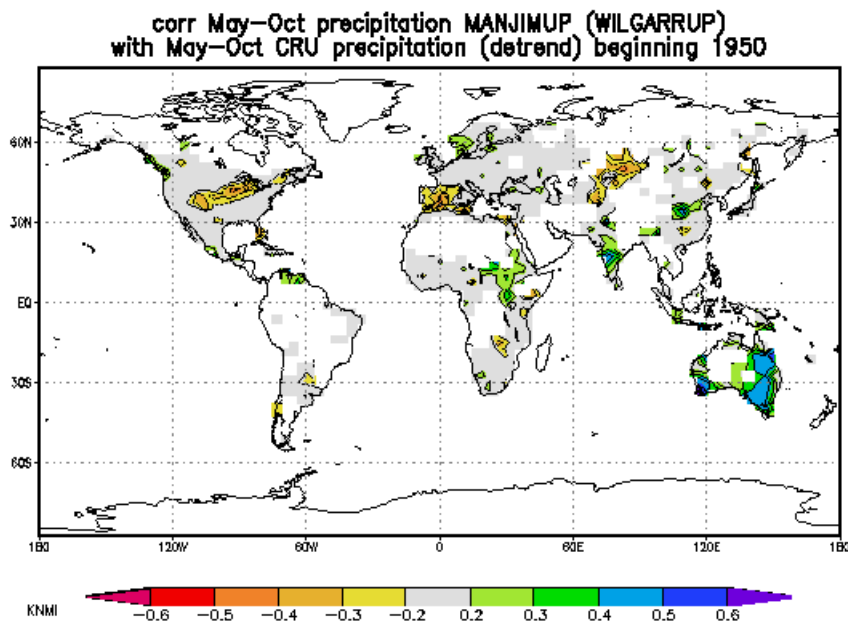 corr May-Oct precipitation MANJIMUP (WILGARRUP)
with May-Oct CRU precipitation (detrend) beginning 1950
60N
30N
EQ
30S
60S
180 120W 60W 0 60E 120E 180
KNMI -0.6 -0.5 -0.4 -0.3 -0.2 0.2 0.3 0.4 0.5 0.6